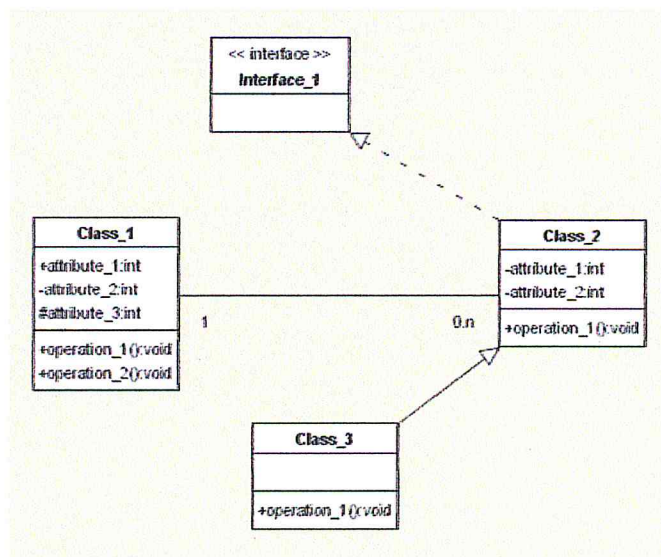 << interface >>
Interface_1
Class_1
+attribute_1:int
-attribute_2:int
#attribute_3:int
+operation_1():void
+operation_2():void
1
0.n
Class_2
-attribute_1:int
-attribute_2:int
+operation_1():void
Class_3
+operation_1():void